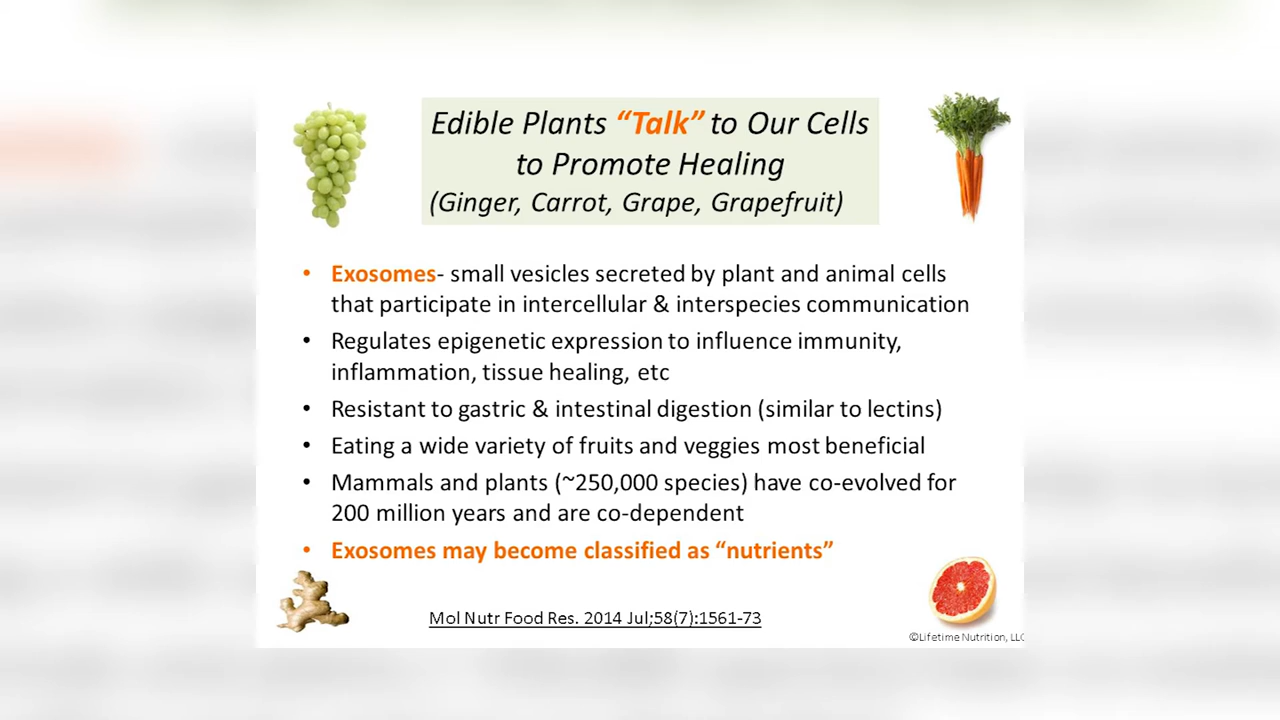 Edible Plants “Talk” to Our Cells
to Promote Healing
(Ginger, Carrot, Grape, Grapefruit)
• Exosomes- small vesicles secreted by plant and animal cells
that participate in intercellular & interspecies communication
• Regulates epigenetic expression to influence immunity,
inflammation, tissue healing, etc
• Resistant to gastric & intestinal digestion (similar to lectins)
• Eating a wide variety of fruits and veggies most beneficial
• Mammals and plants (~250,000 species) have co-evolved for
200 million years and are co-dependent
• Exosomes may become classified as “nutrients”
Mol Nutr Food Res. 2014 Jul;58(7):1561-73
©Lifetime Nutrition, LLC